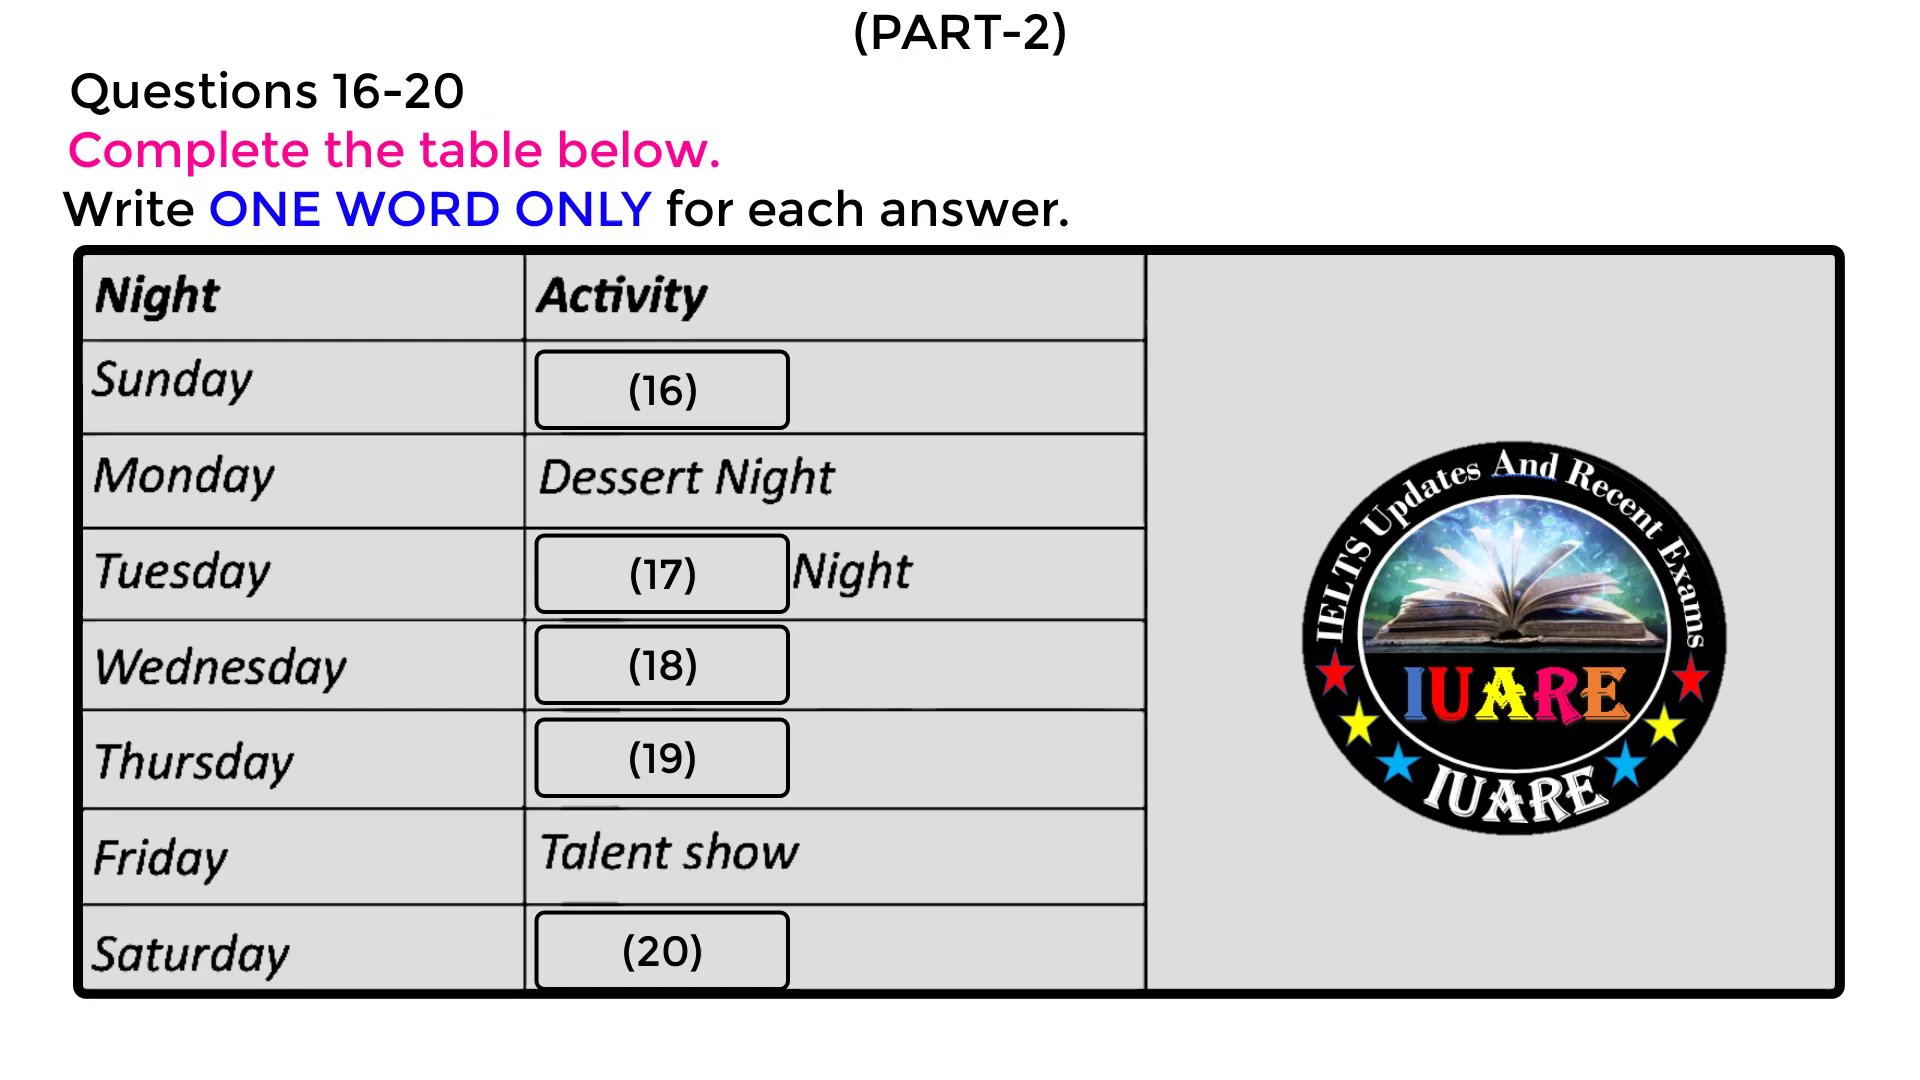 (PART-2)
Questions 16-20
Complete the table below.
Write ONE WORD ONLY for each answer.
Night Activity
Sunday (16)
Monday Dessert Night
Tuesday (17) Night
Wednesday (18)
Thursday (19)
Friday Talent show
Saturday (20)
IELTS Updates And Recent Exams
IUARE
IUARE